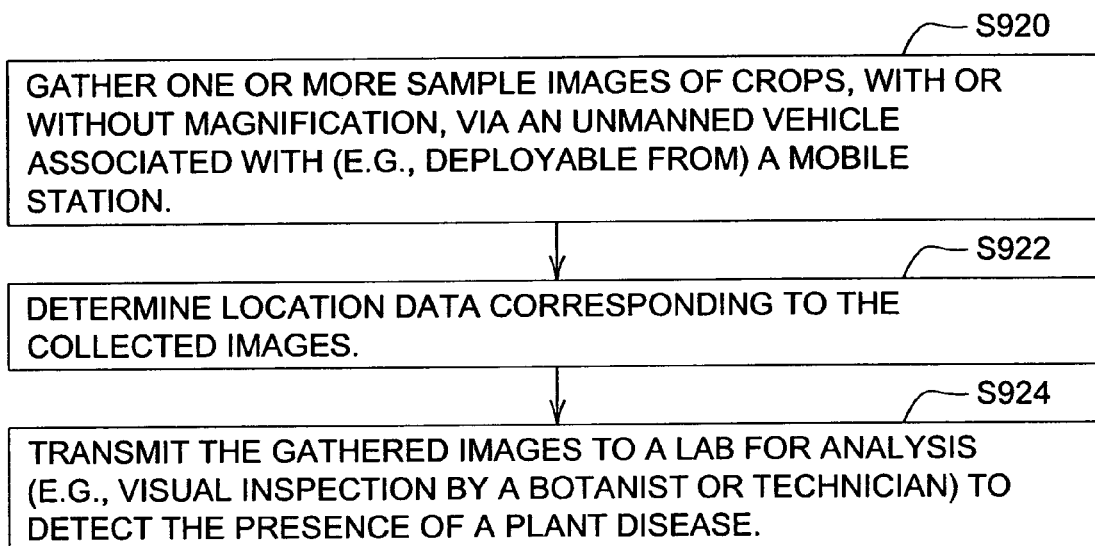 S920
GATHER ONE OR MORE SAMPLE IMAGES OF CROPS, WITH OR
WITHOUT MAGNIFICATION, VIA AN UNMANNED VEHICLE
ASSOCIATED WITH (E.G., DEPLOYABLE FROM) A MOBILE
STATION.
S922
DETERMINE LOCATION DATA CORRESPONDING TO THE
COLLECTED IMAGES.
S924
TRANSMIT THE GATHERED IMAGES TO A LAB FOR ANALYSIS
(E.G., VISUAL INSPECTION BY A BOTANIST OR TECHNICIAN) TO
DETECT THE PRESENCE OF A PLANT DISEASE.